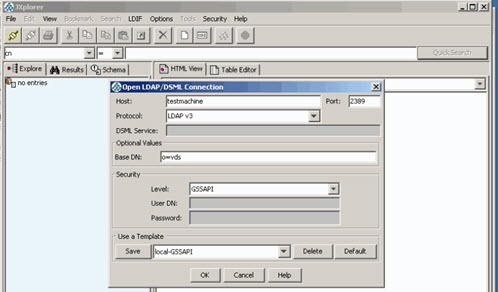 JXplorer
File Edit View Bookmark Search LDIF Options Tools Security Help
cn = Quick Search
Explore Results Schema HTML View Table Editor
no entries
Open LDAP/DSML Connection
Host: testmachine Port: 2389
Protocol: LDAP v3
DSML Service:
Optional Values
Base DN: o=vds
Security
Level: GSSAPI
User DN:
Password:
Use a Template
Save local-GSSAPI Delete Default
OK Cancel Help